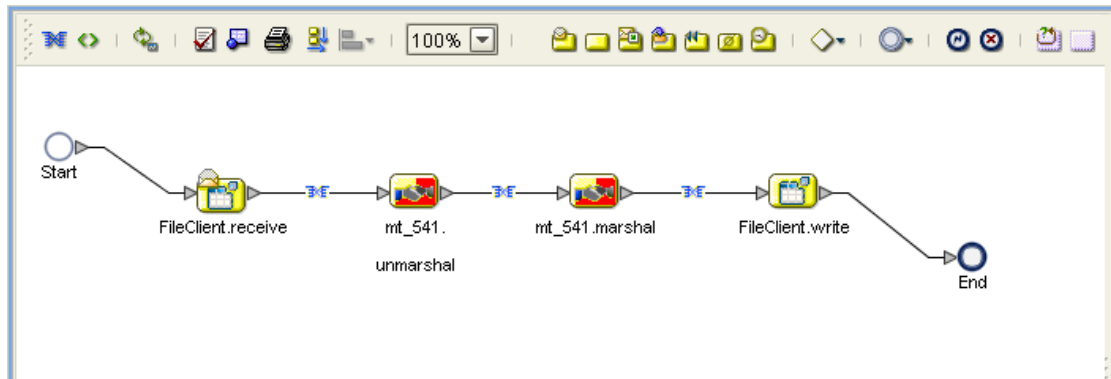 100%
Start
FileClient.receive
mt_541.
unmarshal
mt_541.marshal
FileClient.write
End